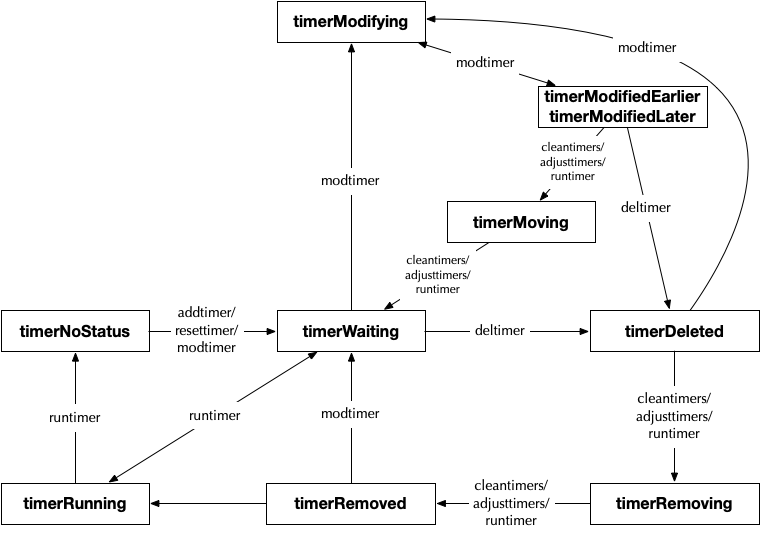 timerModifying
modtimer
modtimer
timerModifiedEarlier
timerModifiedLater
cleantimers/
adjusttimers/
runtimer
modtimer
deltimer
timerMoving
cleantimers/
adjusttimers/
runtimer
timerNoStatus
addtimer/
resettimer/
modtimer
timerWaiting
deltimer
timerDeleted
runtimer
runtimer
modtimer
cleantimers/
adjusttimers/
runtimer
timerRunning
timerRemoved
cleantimers/
adjusttimers/
runtimer
timerRemoving